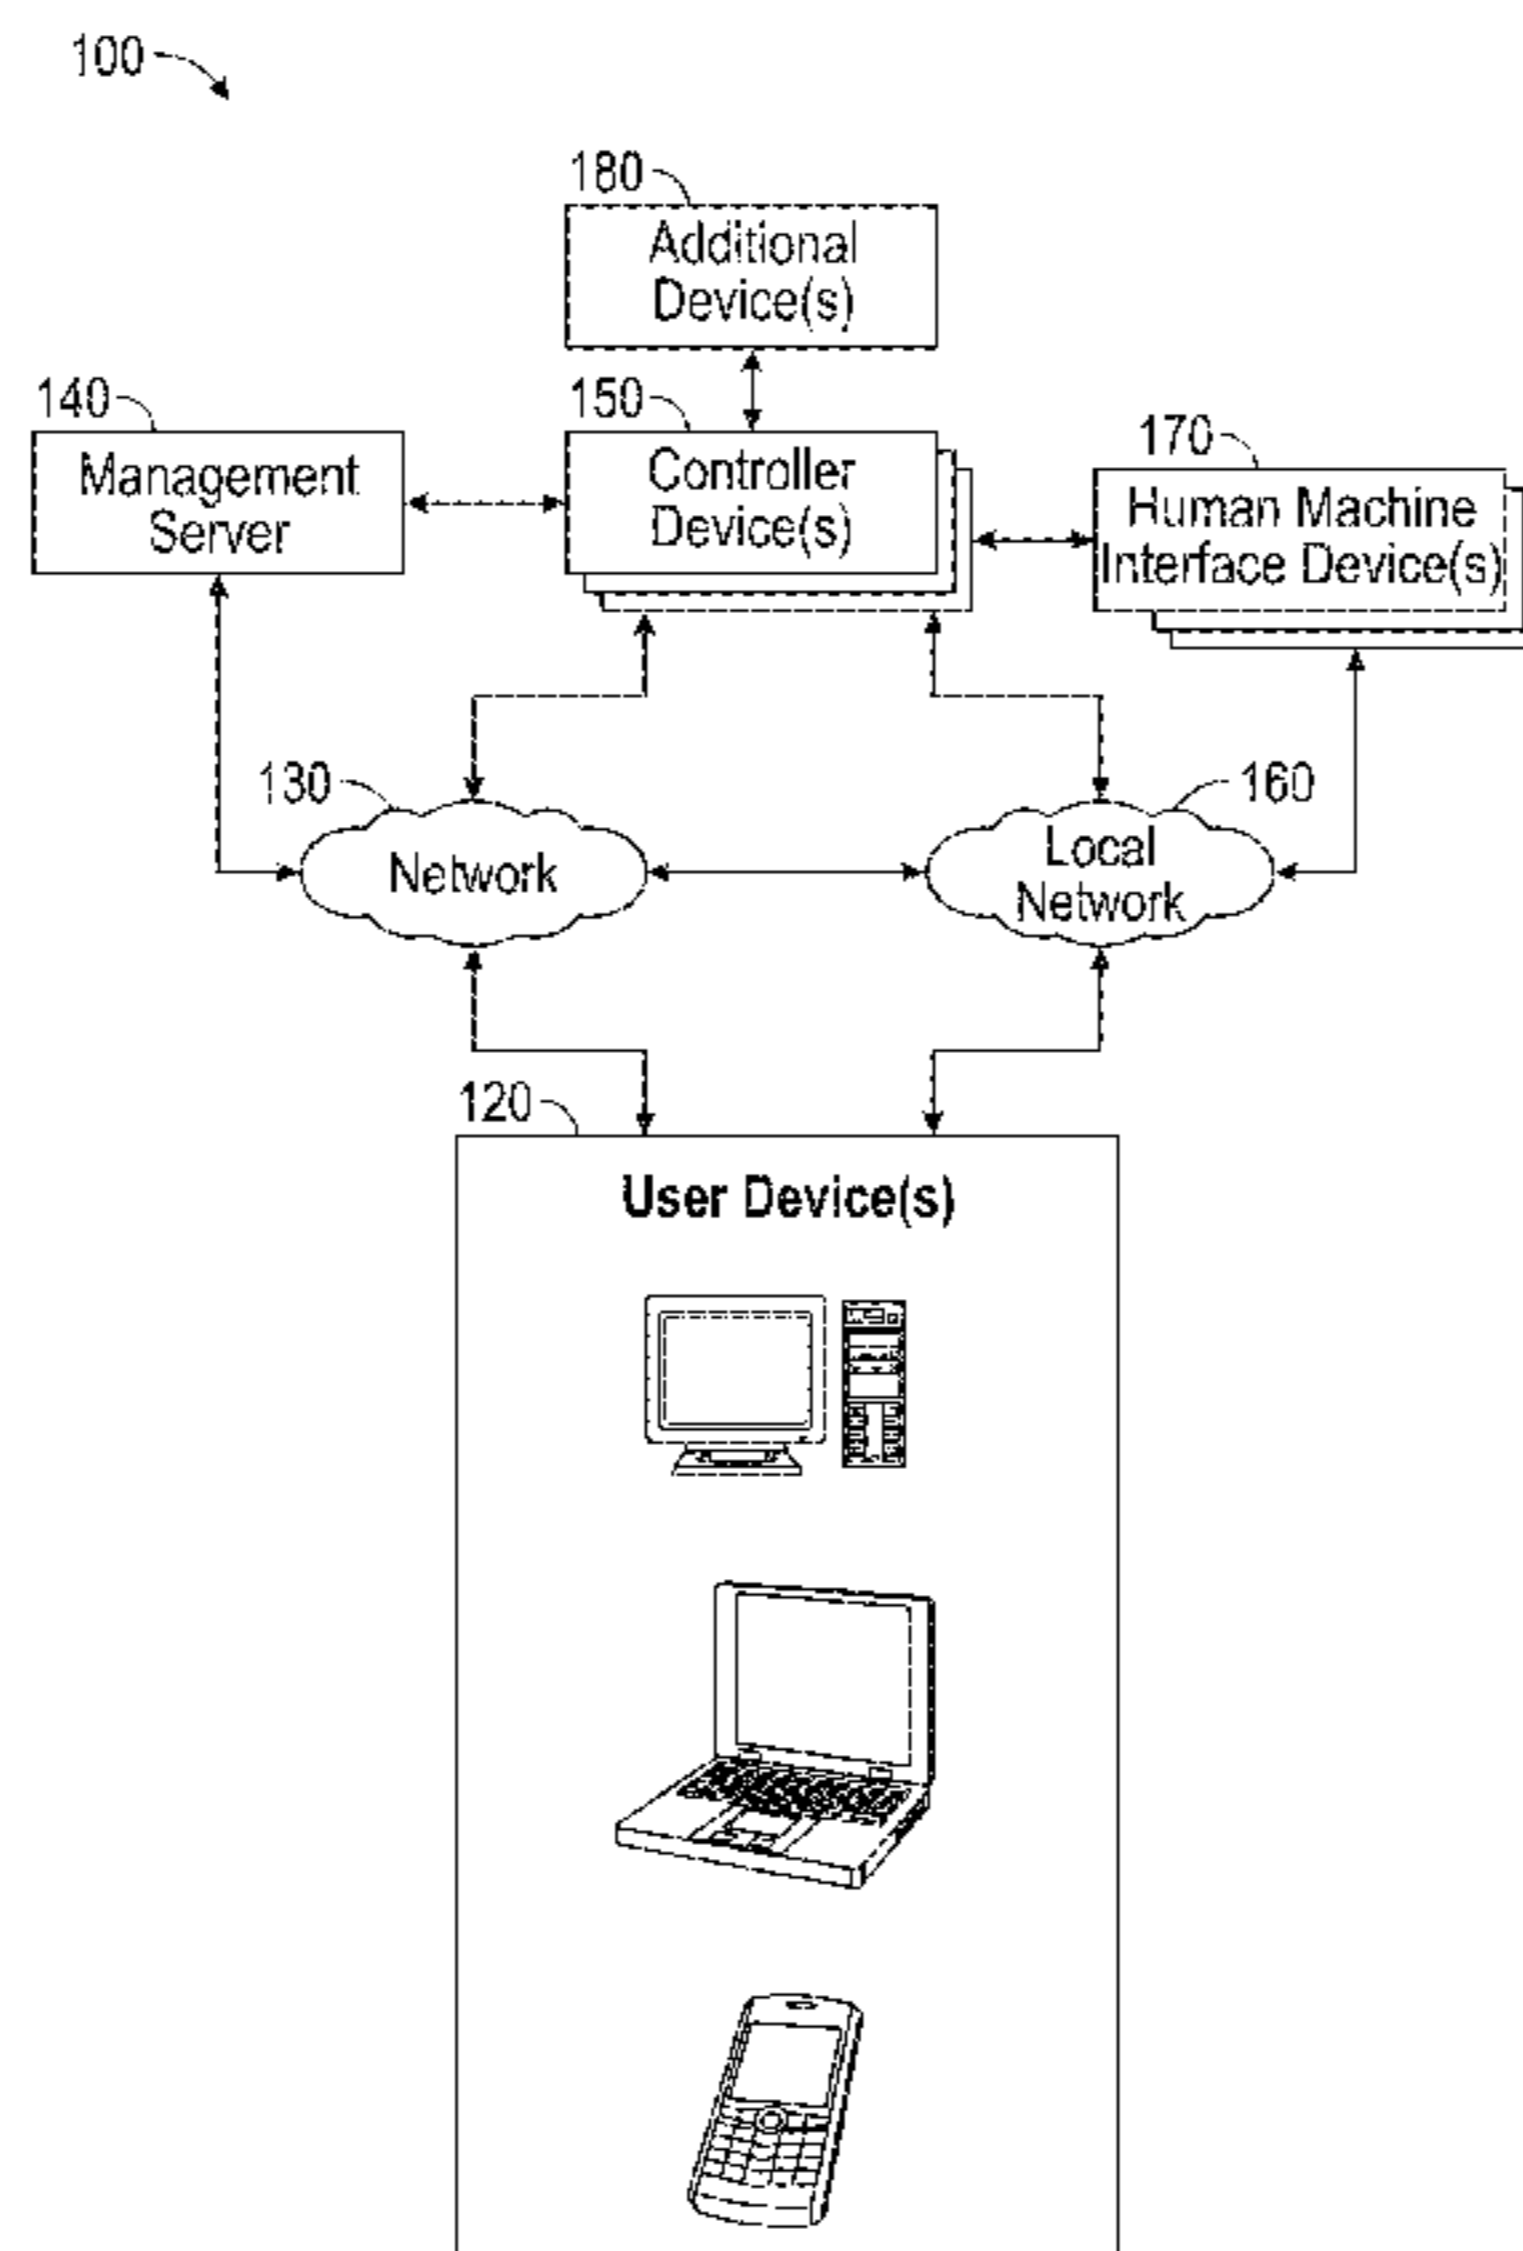 100
180
Additional
Device(s)
140
150
170
Management
Server
Controller
Device(s)
Human Machine
Interface Device(s)
130
160
Network
Local
Network
120
User Device(s)